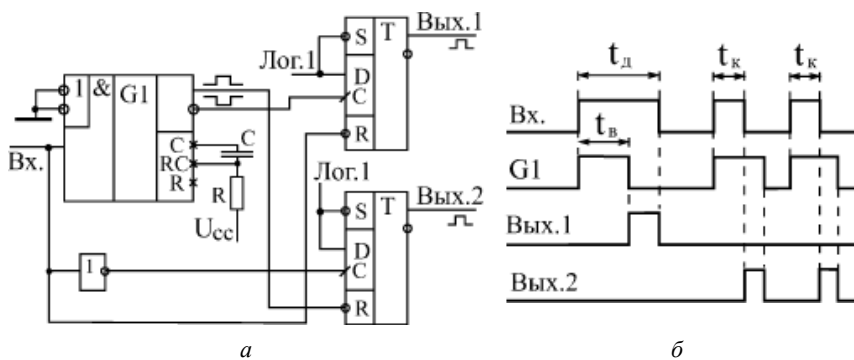 Вых.1
S T
Лог.1
D
C
R
1 & G1
C C
RC
R R
Uсс
Вх.
Лог.1
Вых.2
S T
D
C
R
1
а
tд tк tк
Вх.
tв
G1
Вых.1
Вых.2
б